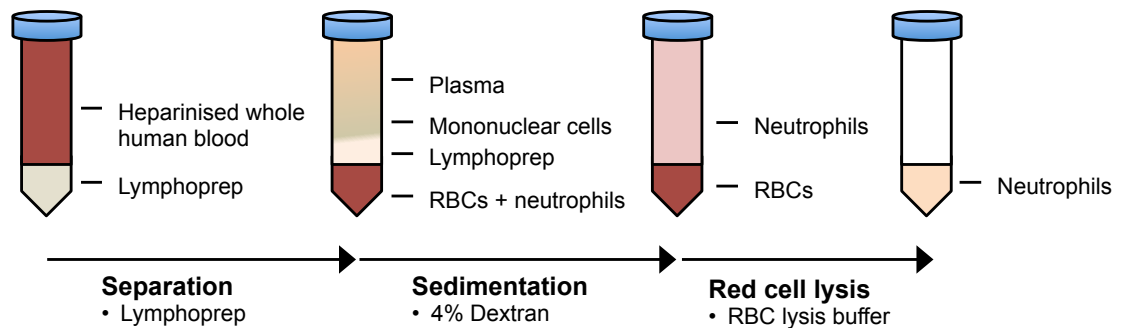 Heparinised whole
human blood
Lymphoprep
Plasma
Mononuclear cells
Lymphoprep
RBCs + neutrophils
Neutrophils
RBCs
Neutrophils
Separation
• Lymphoprep
Sedimentation
• 4% Dextran
Red cell lysis
• RBC lysis buffer